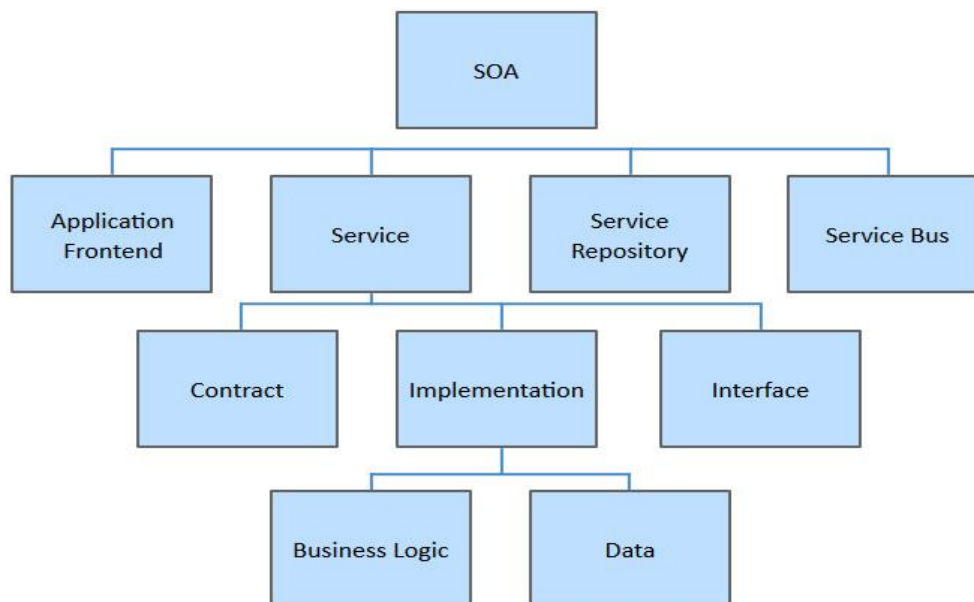 SOA
Application
Frontend
Service
Service
Repository
Service Bus
Contract
Implementation
Interface
Business Logic
Data